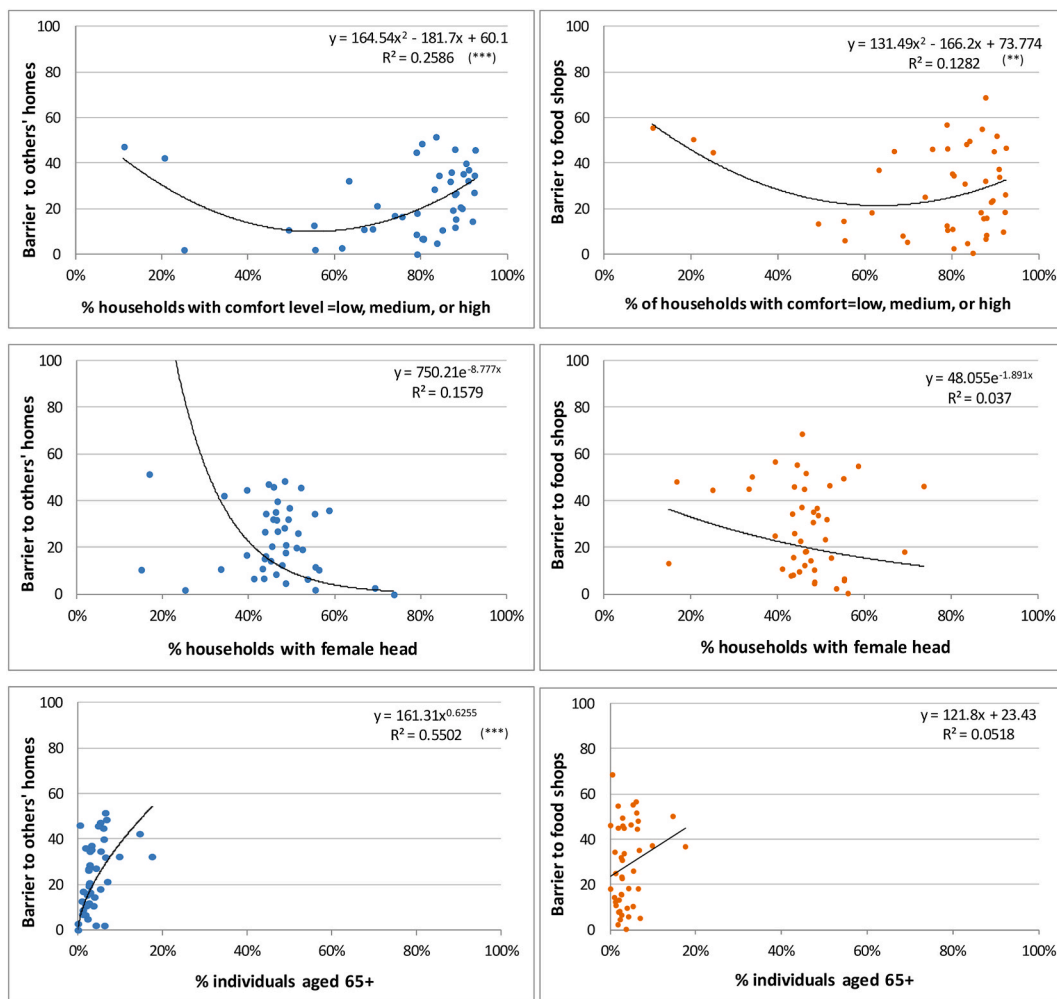 Barrier to others' homes
100
80
60
40
20
0
y = 164.54x² - 181.7x + 60.1
R² = 0.2586 (***)
0% 20% 40% 60% 80% 100%
% households with comfort level =low, medium, or high
Barrier to food shops
100
80
60
40
20
0
y = 131.49x² - 166.2x + 73.774
R² = 0.1282 (**)
0% 20% 40% 60% 80% 100%
% of households with comfort=low, medium, or high
Barrier to others' homes
100
80
60
40
20
0
y = 750.21e^-8.777x
R² = 0.1579
0% 20% 40% 60% 80% 100%
% households with female head
Barrier to food shops
100
80
60
40
20
0
y = 48.055e^-1.891x
R² = 0.037
0% 20% 40% 60% 80% 100%
% households with female head
Barrier to others' homes
100
80
60
40
20
0
y = 161.31x^0.6255
R² = 0.5502 (***)
0% 20% 40% 60% 80% 100%
% individuals aged 65+
Barrier to food shops
100
80
60
40
20
0
y = 121.8x + 23.43
R² = 0.0518
0% 20% 40% 60% 80% 100%
% individuals aged 65+